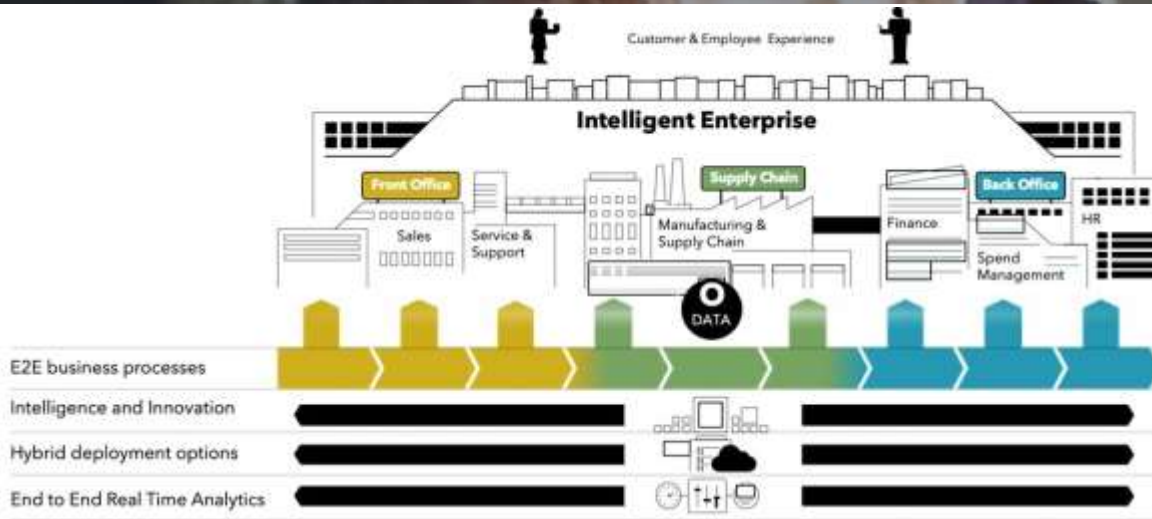 Customer & Employee Experience
Intelligent Enterprise
Front Office
Supply Chain
Back Office
Sales
Service &
Support
Manufacturing &
Supply Chain
Finance
Spend
Management
HR
O
DATA
E2E business processes
Intelligence and Innovation
Hybrid deployment options
End to End Real Time Analytics